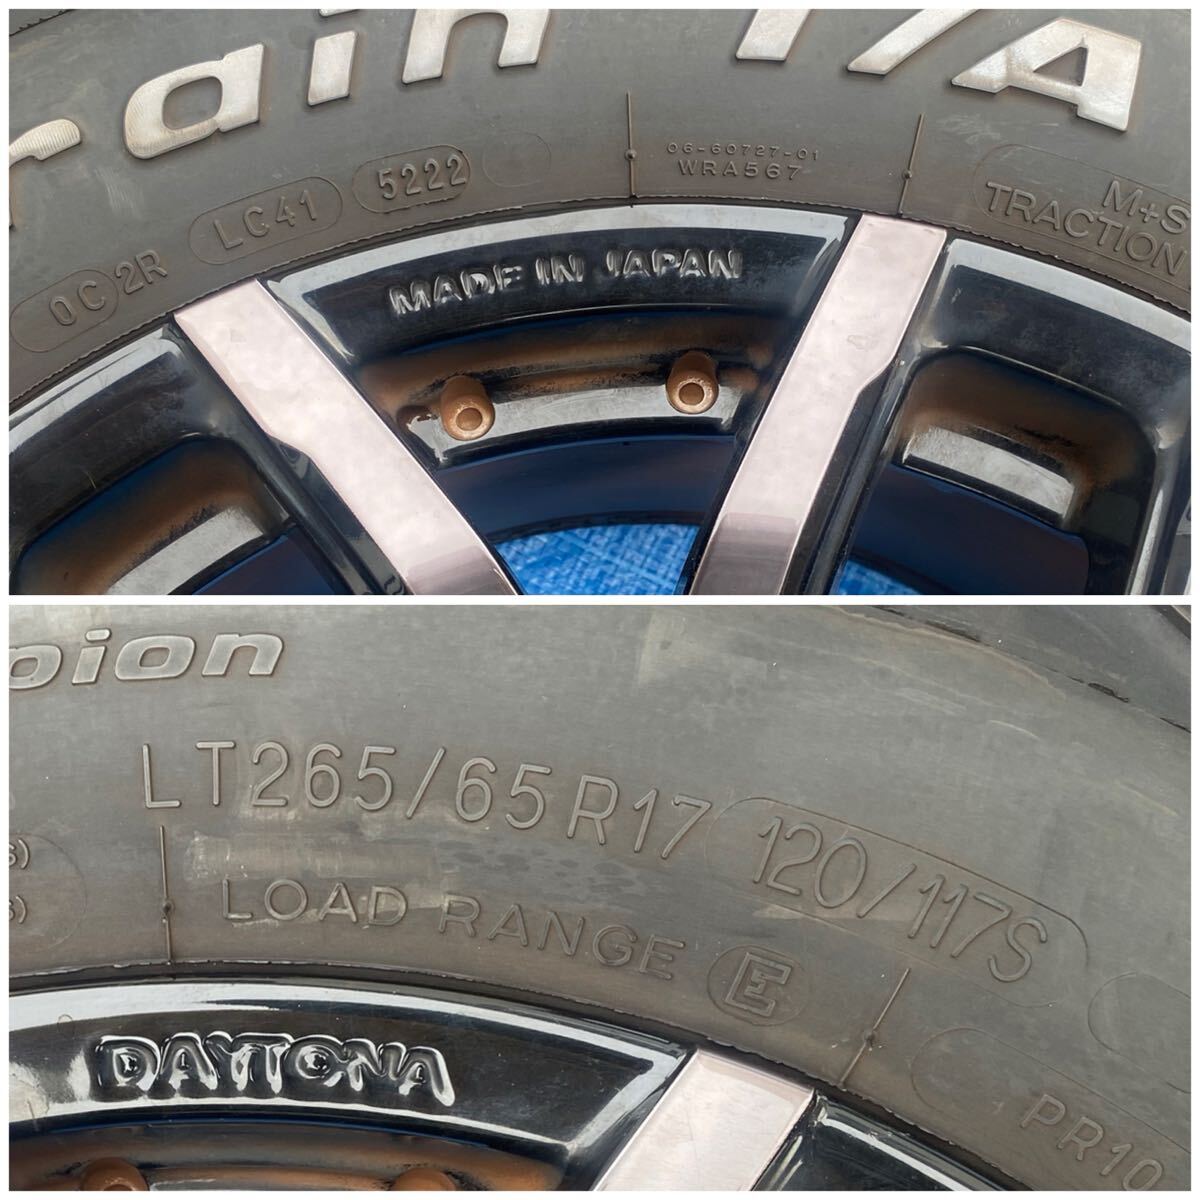 rain T/A
0C 2R LC41 5222
06-60727-01
WRA567
M+S
TRACTION
MADE IN JAPAN
pion
LT265/65R17 120/117S
LOAD RANGE E
PR10
DAYTONA